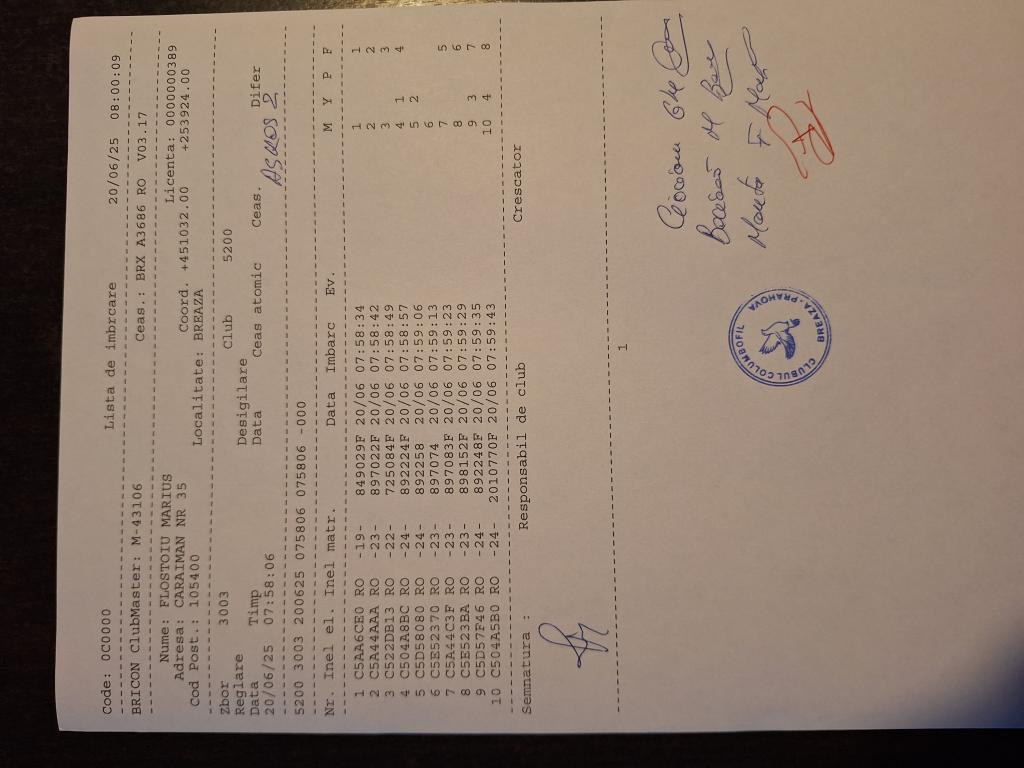 Code: 0C0000 Lista de imbrcare 20/06/25 08:00:09
BRICON ClubMaster: M-43106 Ceas.: BRX A3686 RO V03.17
Nume: FLOSTOIU MARIUS Licenta: 0000000389
Adresa: CARAIMAN NR 35 Coord. +451032.00 +253924.00
Cod Post.: 105400 Localitate: BREAZA
Zbor 3003 Club 5200
Reglare Desigilare
Data Timp Data Ceas atomic Ceas. Difer
20/06/25 07:58:06
5200 3003 200625 075806 075806 -000
Nr. Inel el. Inel matr. Data Imbarc Ev. M Y P F
1 C5AA6CE0 RO -19- 849029F 20/06 07:58:34 1 1
2 C5A44AAA RO -23- 897022F 20/06 07:58:42 2 2
3 C522DB13 RO -22- 725084F 20/06 07:58:49 3 3
4 C504A8BC RO -24- 892224F 20/06 07:58:57 4 1 4
5 C5D58080 RO -24- 892258 20/06 07:59:06 5 2
6 C5E52370 RO -23- 897074 20/06 07:59:13 6
7 C5A44C3F RO -23- 897083F 20/06 07:59:23 7 5
8 C5E523BA RO -23- 898152F 20/06 07:59:29 8 6
9 C5D57F46 RO -24- 892248F 20/06 07:59:35 9 3 7
10 C504A5B0 RO -24- 2010770F 20/06 07:59:43 10 4 8
Semnatura : Responsabil de club Crescator
1
CLUBUL COLUMBOFIL
BREAZA-PRAHOVA